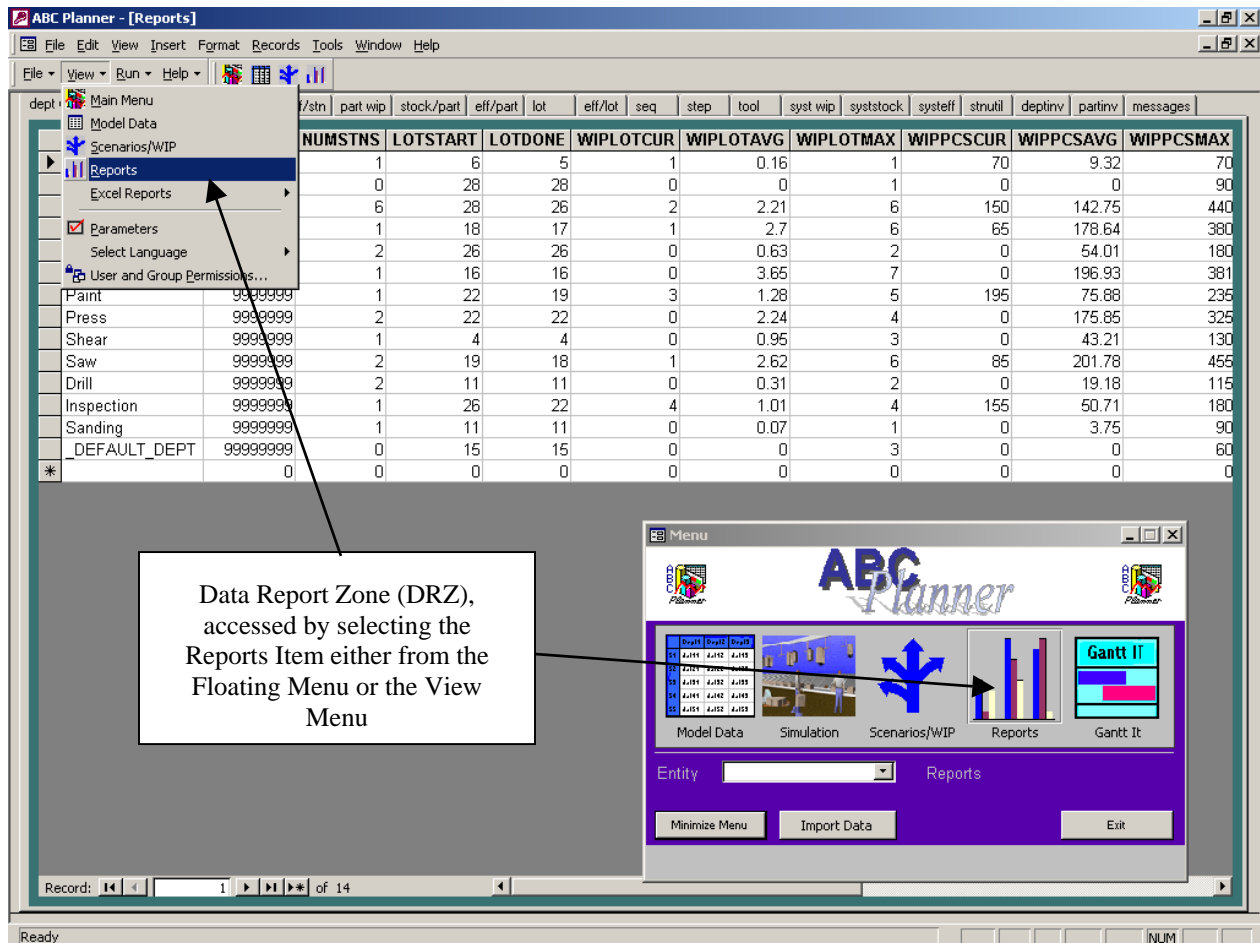 ABC Planner - [Reports]
File Edit View Insert Format Records Tools Window Help
File View Run Help
dept /stn part wip stock/part eff/part lot eff/lot seq step tool syst wip syststock systeff stnutil deptinv partinv messages
Main Menu
Model Data
Scenarios/WIP
Reports
Excel Reports
Parameters
Select Language
User and Group Permissions...
NUMSTNS LOTSTART LOTDONE WIPLOTCUR WIPLOTAVG WIPLOTMAX WIPPCSCUR WIPPCSAVG WIPPCSMAX
1 6 5 1 0.16 1 70 9.32 70
0 28 28 0 0 1 0 0 90
6 28 26 2 2.21 6 150 142.75 440
1 18 17 1 2.7 6 65 178.64 380
2 26 26 0 0.63 2 0 54.01 180
1 16 16 0 3.65 7 0 196.93 381
Paint 9999999 1 22 19 3 1.28 5 195 75.88 235
Press 9999999 2 22 22 0 2.24 4 0 175.85 325
Shear 9999999 1 4 4 0 0.95 3 0 43.21 130
Saw 9999999 2 19 18 1 2.62 6 85 201.78 455
Drill 9999999 2 11 11 0 0.31 2 0 19.18 115
Inspection 9999999 1 26 22 4 1.01 4 155 50.71 180
Sanding 9999999 1 11 11 0 0.07 1 0 3.75 90
_DEFAULT_DEPT 99999999 0 15 15 0 0 3 0 0 60
* 0 0 0 0 0 0 0 0 0 0
Data Report Zone (DRZ),
accessed by selecting the
Reports Item either from the
Floating Menu or the View
Menu
Menu
ABC
Planner
ABC
Planner
ABC
Planner
Dept1 Dept2 Dept3
Gantt IT
Model Data Simulation Scenarios/WIP Reports Gantt It
Entity Reports
Minimize Menu Import Data Exit
Record: 1 of 14
Ready NUM